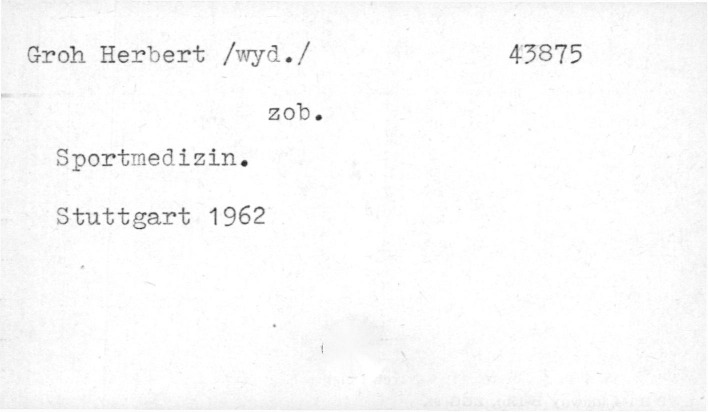 Groh Herbert /wyd./ 43875
zob.
Sportmedizin.
Stuttgart 1962